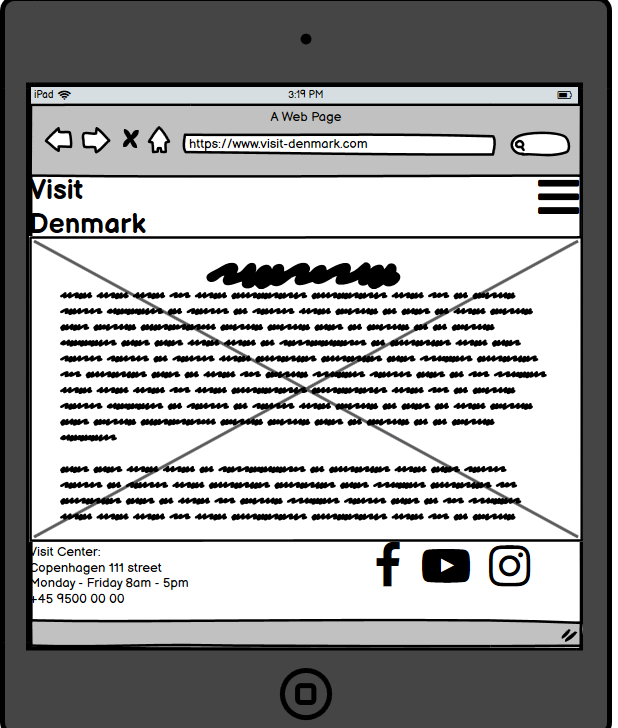 iPad
3:19 PM
A Web Page
https://www.visit-denmark.com
Visit
Denmark
Visit Center:
Copenhagen 111 street
Monday - Friday 8am - 5pm
+45 9500 00 00